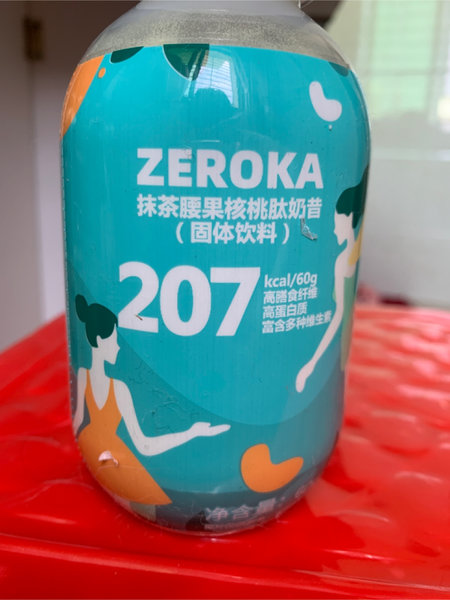 ZEROKA
抹茶腰果核桃肽奶昔
（固体饮料）
207
kcal/60g
高膳食纤维
高蛋白质
富含多种维生素
净含量：